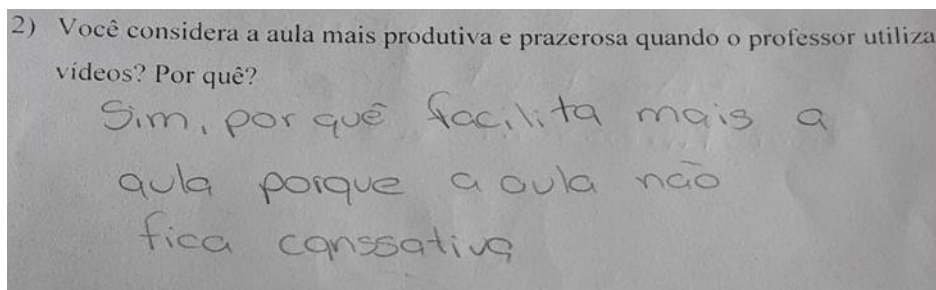 2) Você considera a aula mais produtiva e prazerosa quando o professor utiliza
vídeos? Por quê?
Sim, por quê facilita mais a
aula porque a aula não
fica canssativa